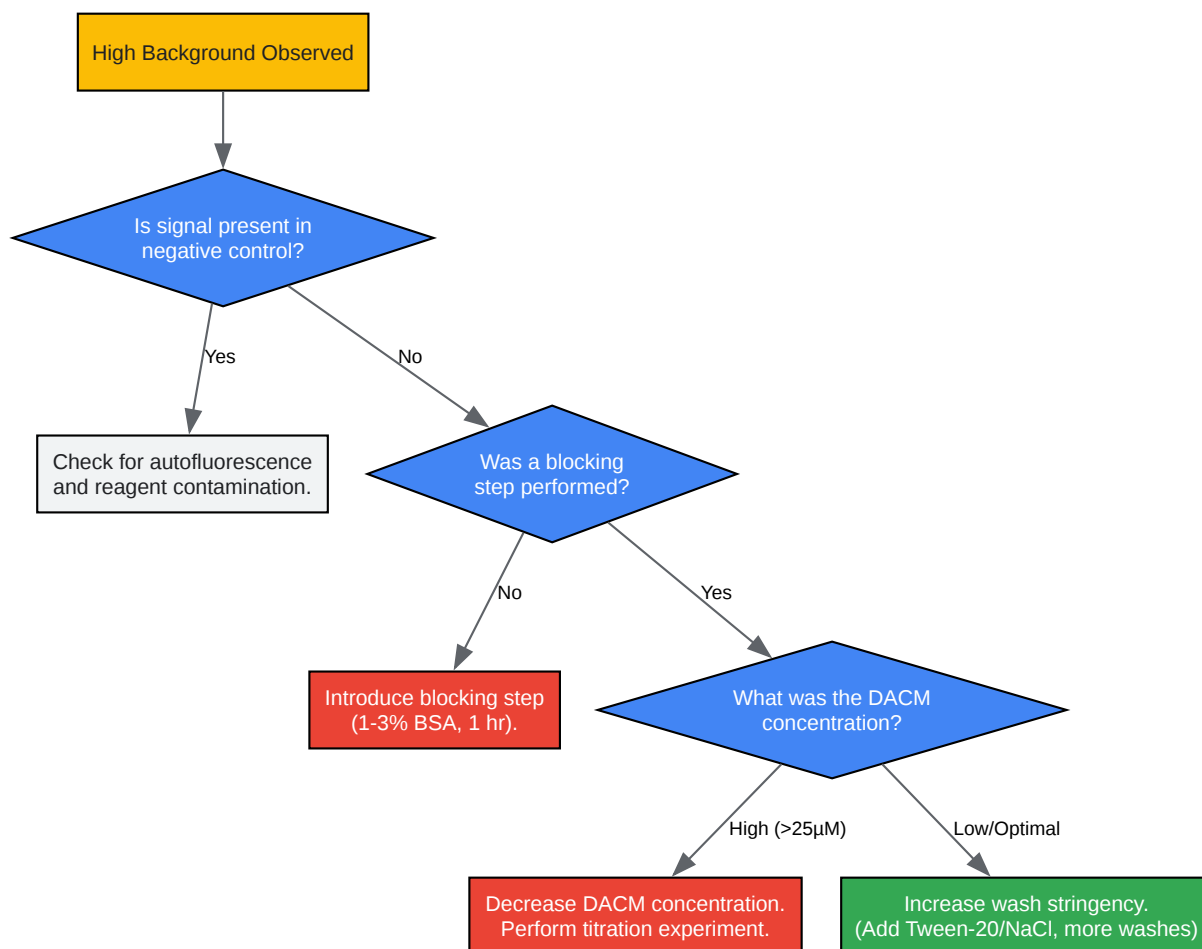 High Background Observed
Is signal present in
negative control?
Yes
No
Check for autofluorescence
and reagent contamination.
Was a blocking
step performed?
No
Yes
Introduce blocking step
(1-3% BSA, 1 hr).
What was the DACM
concentration?
High (>25µM)
Low/Optimal
Decrease DACM concentration.
Perform titration experiment.
Increase wash stringency.
(Add Tween-20/NaCl, more washes)